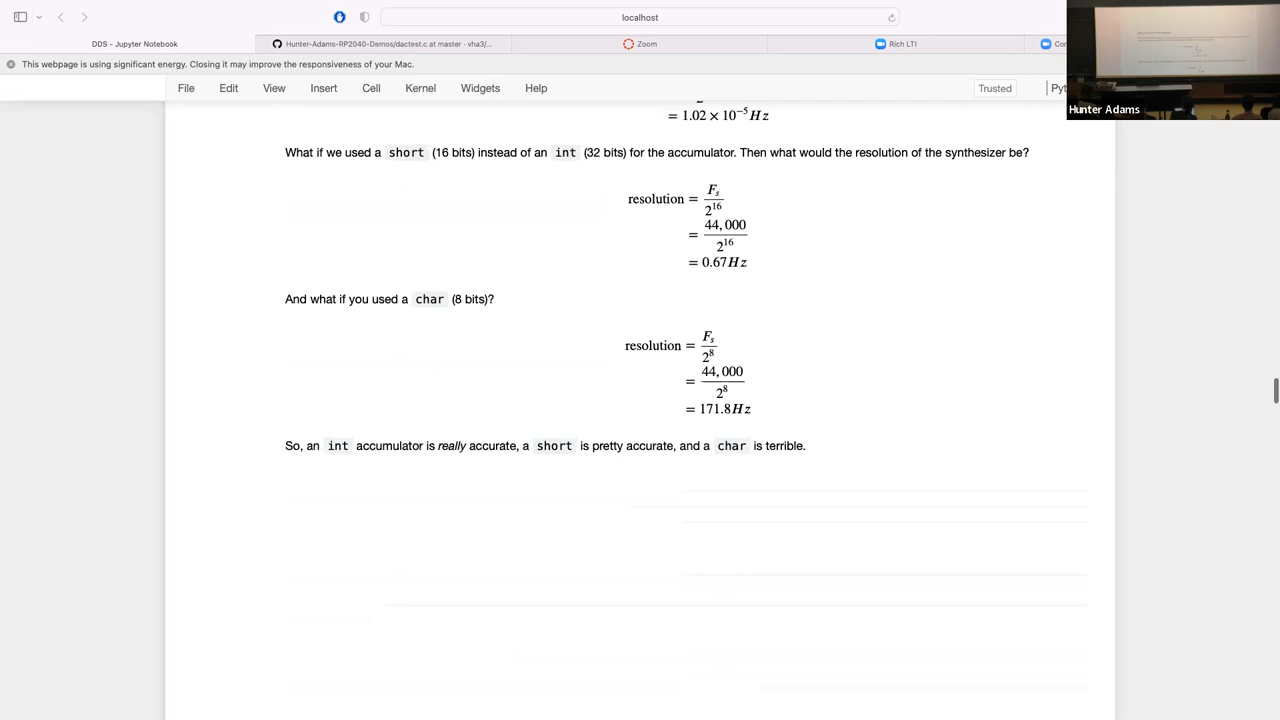 localhost
DDS - Jupyter Notebook
Hunter-Adams-RP2040-Demos/dactest.c at master · vha3/...
Zoom
Rich LTI
Con
This webpage is using significant energy. Closing it may improve the responsiveness of your Mac.
File Edit View Insert Cell Kernel Widgets Help
Trusted
Pyt
Hunter Adams
= 1.02 × 10⁻⁵ Hz
What if we used a short (16 bits) instead of an int (32 bits) for the accumulator. Then what would the resolution of the synthesizer be?
resolution = Fₛ / 2¹⁶
= 44,000 / 2¹⁶
= 0.67Hz
And what if you used a char (8 bits)?
resolution = Fₛ / 2⁸
= 44,000 / 2⁸
= 171.8Hz
So, an int accumulator is really accurate, a short is pretty accurate, and a char is terrible.